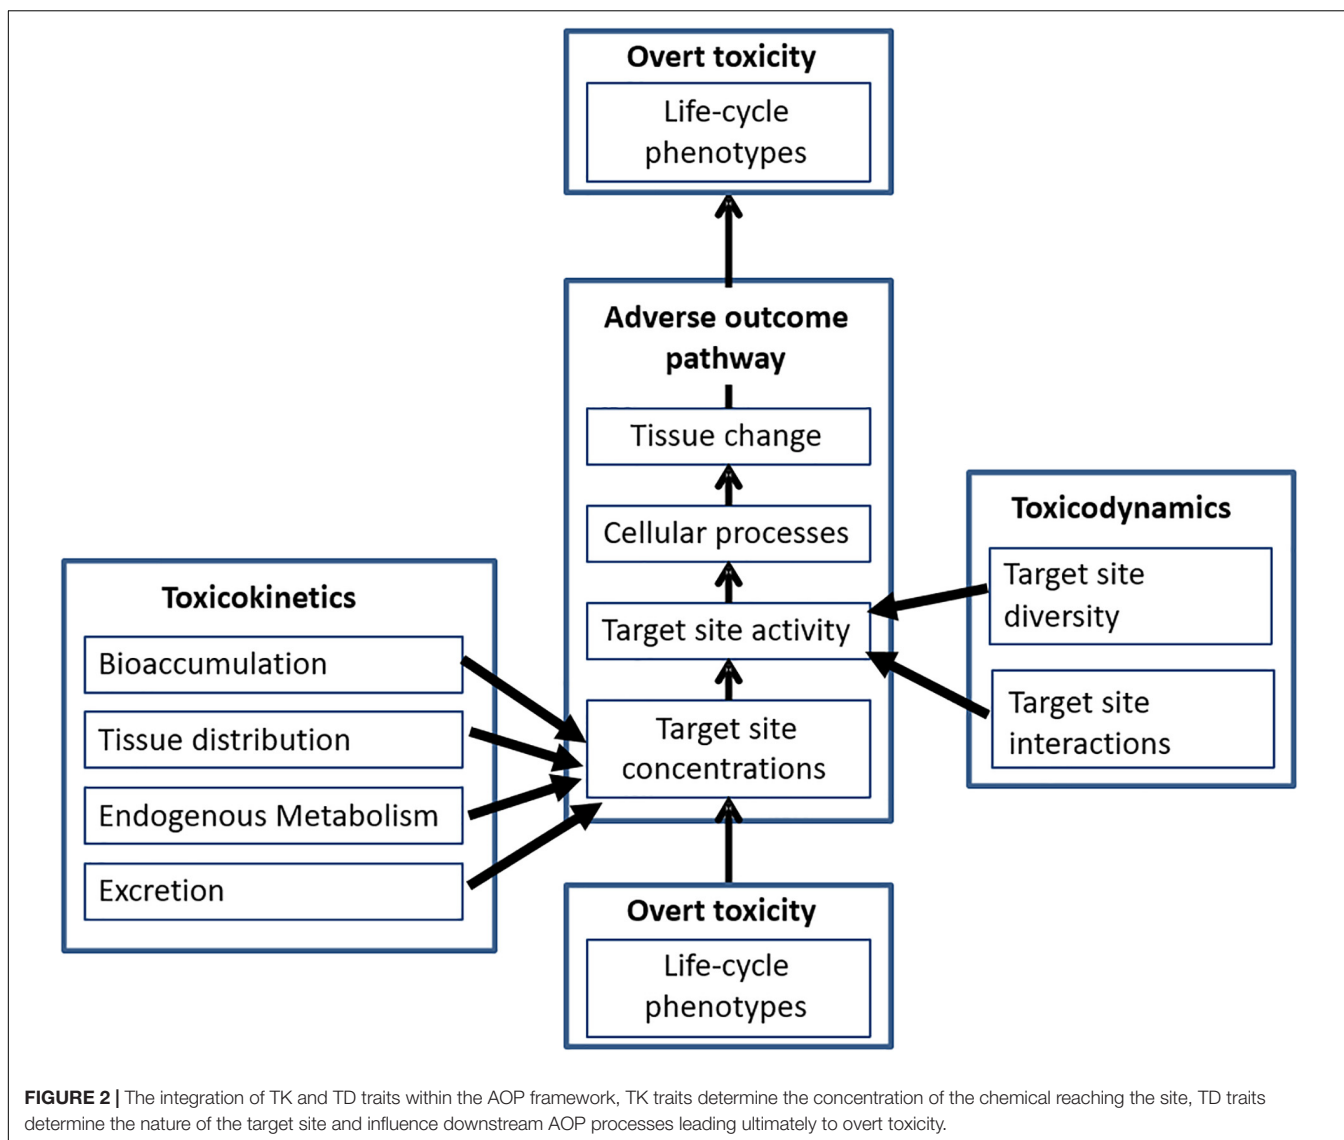 Overt toxicity
Life-cycle
phenotypes
Adverse outcome
pathway
Tissue change
Cellular processes
Target site activity
Target site
concentrations
Toxicodynamics
Target site
diversity
Target site
interactions
Toxicokinetics
Bioaccumulation
Tissue distribution
Endogenous Metabolism
Excretion
Overt toxicity
Life-cycle
phenotypes
FIGURE 2 | The integration of TK and TD traits within the AOP framework, TK traits determine the concentration of the chemical reaching the site, TD traits
determine the nature of the target site and influence downstream AOP processes leading ultimately to overt toxicity.